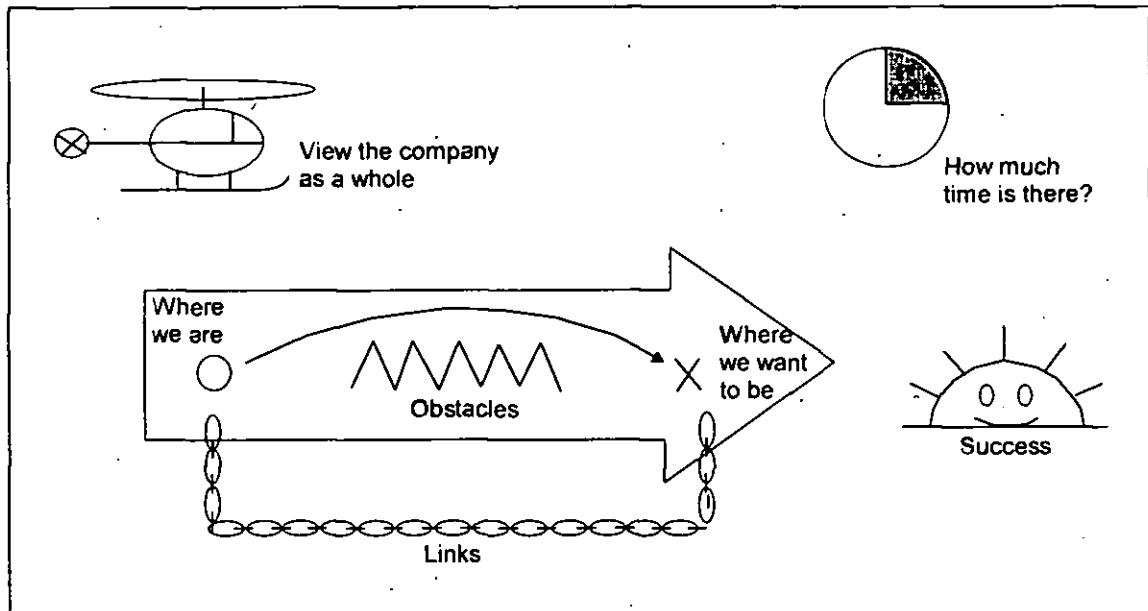 View the company
as a whole
How much
time is there?
Where
we are
Where
we want
to be
Obstacles
Success
Links